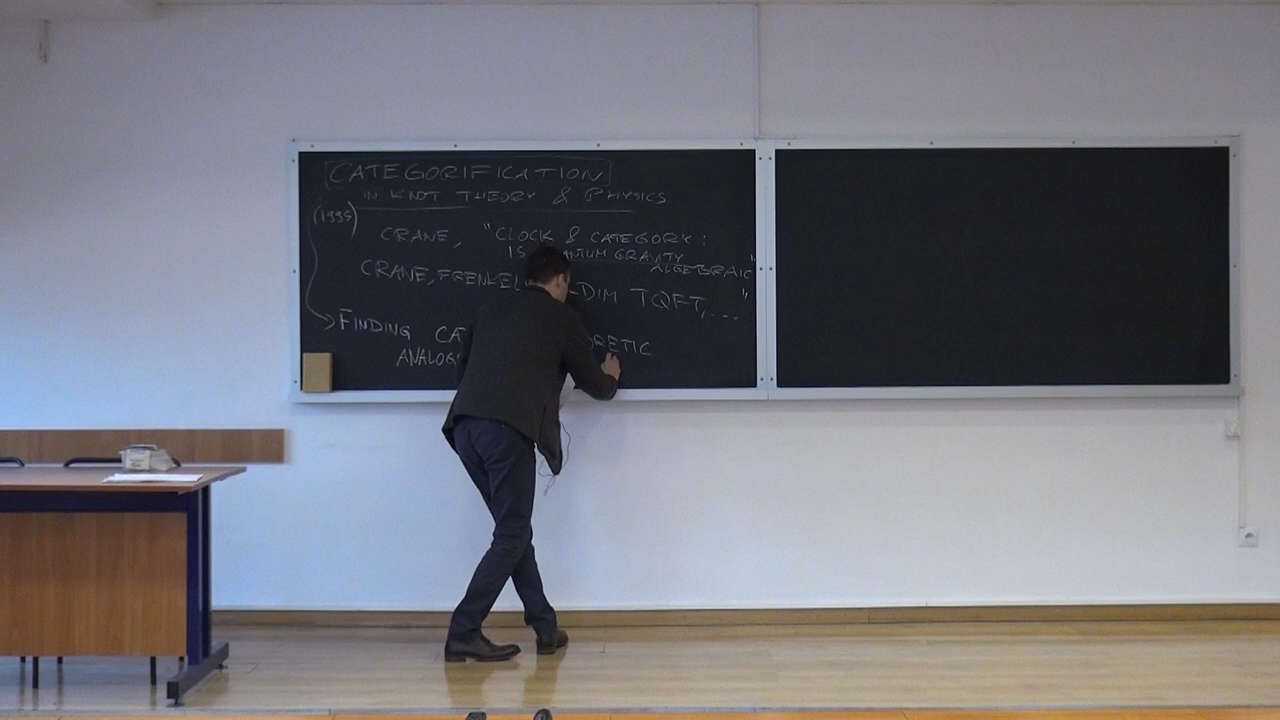 CATEGORIFICATION
IN KNOT THEORY & PHYSICS
(1995)
CRANE, "CLOCK & CATEGORY:
IS GRAVITY
ALGEBRAIC"
CRANE, FRENKEL -DIM TQFT, ... "
FINDING CA RETIC
ANALOG